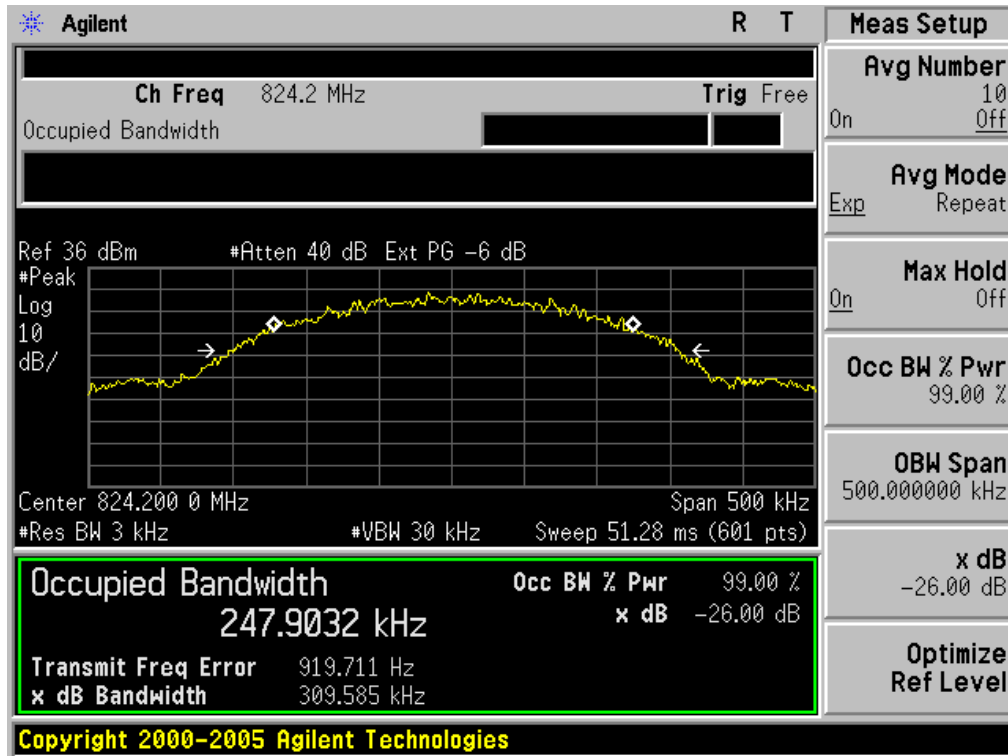 Agilent R T
Ch Freq 824.2 MHz Trig Free
Occupied Bandwidth
Ref 36 dBm #Atten 40 dB Ext PG -6 dB
#Peak
Log
10
dB/
Center 824.200 0 MHz Span 500 kHz
#Res BW 3 kHz #VBW 30 kHz Sweep 51.28 ms (601 pts)
Occupied Bandwidth Occ BW % Pwr 99.00 %
247.9032 kHz x dB -26.00 dB
Transmit Freq Error 919.711 Hz
x dB Bandwidth 309.585 kHz
Copyright 2000-2005 Agilent Technologies
Meas Setup
Avg Number
10
On Off
Avg Mode
Exp Repeat
Max Hold
On Off
Occ BW % Pwr
99.00 %
OBW Span
500.000000 kHz
x dB
-26.00 dB
Optimize
Ref Level